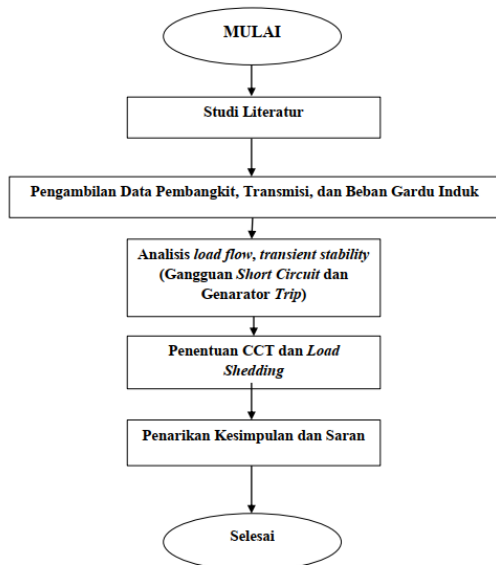 MULAI
Studi Literatur
Pengambilan Data Pembangkit, Transmisi, dan Beban Gardu Induk
Analisis load flow, transient stability
(Gangguan Short Circuit dan
Genarator Trip)
Penentuan CCT dan Load
Shedding
Penarikan Kesimpulan dan Saran
Selesai